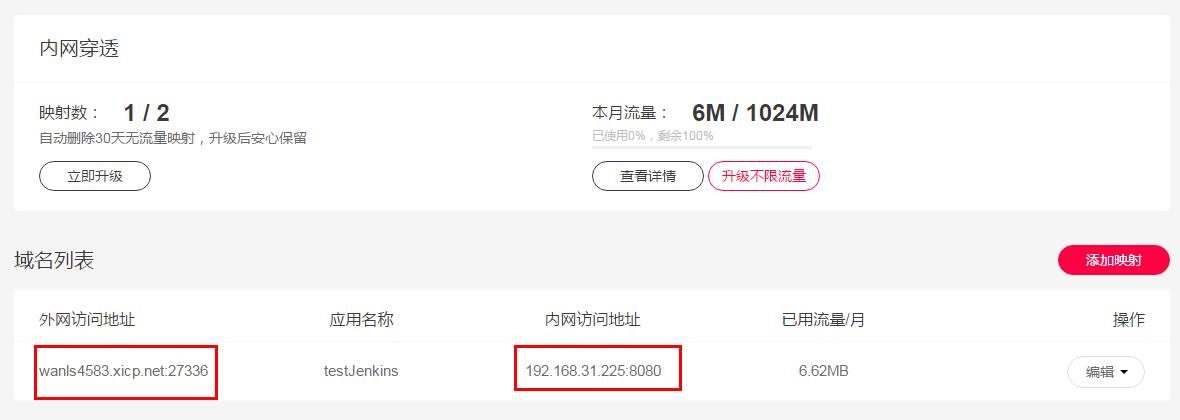 内网穿透
映射数： 1 / 2
自动删除30天无流量映射，升级后安心保留
立即升级
本月流量： 6M / 1024M
已使用0%，剩余100%
查看详情 升级不限流量
域名列表 添加映射
外网访问地址 应用名称 内网访问地址 已用流量/月 操作
wanls4583.xicp.net:27336 testJenkins 192.168.31.225:8080 6.62MB 编辑